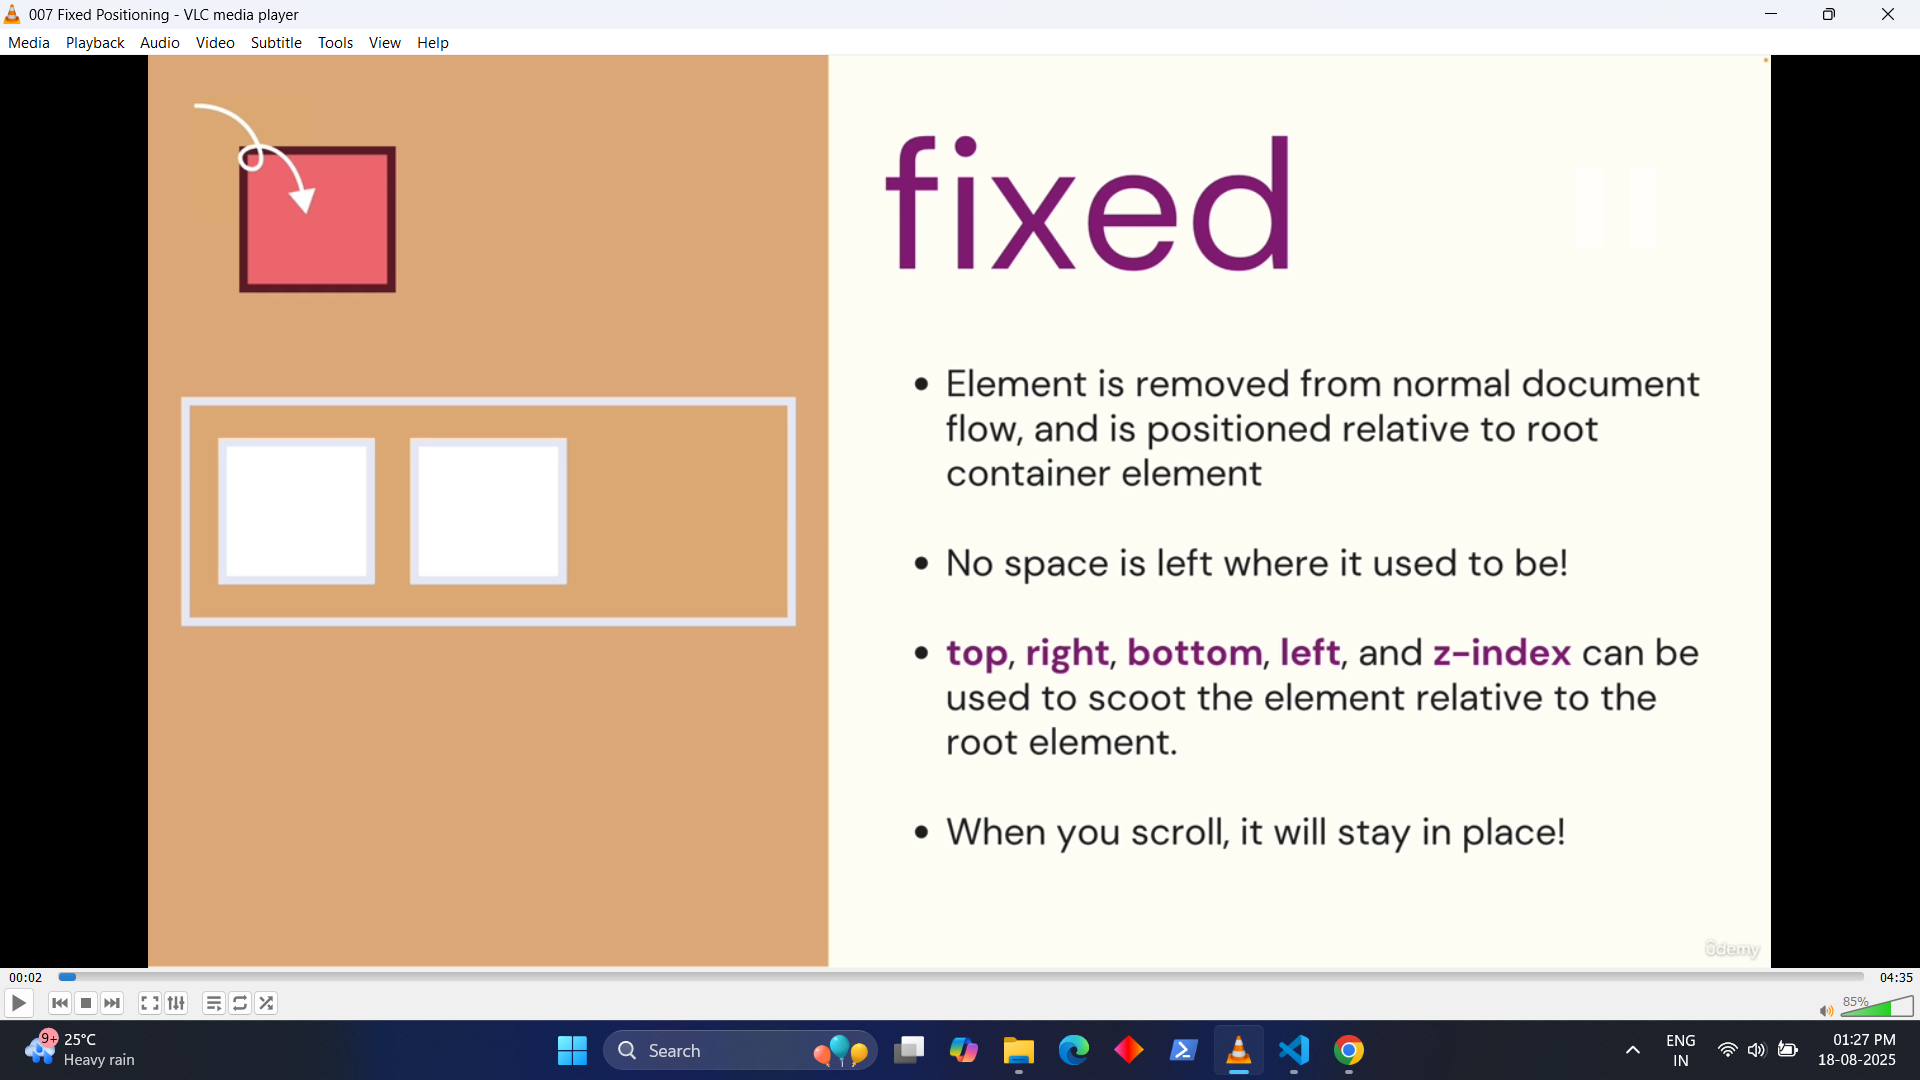 007 Fixed Positioning - VLC media player
Media Playback Audio Video Subtitle Tools View Help
fixed
• Element is removed from normal document
flow, and is positioned relative to root
container element
• No space is left where it used to be!
• top, right, bottom, left, and z-index can be
used to scoot the element relative to the
root element.
• When you scroll, it will stay in place!
ûdemy
00:02
04:35
85%
9+
25°C
Heavy rain
Search
ENG
IN
01:27 PM
18-08-2025